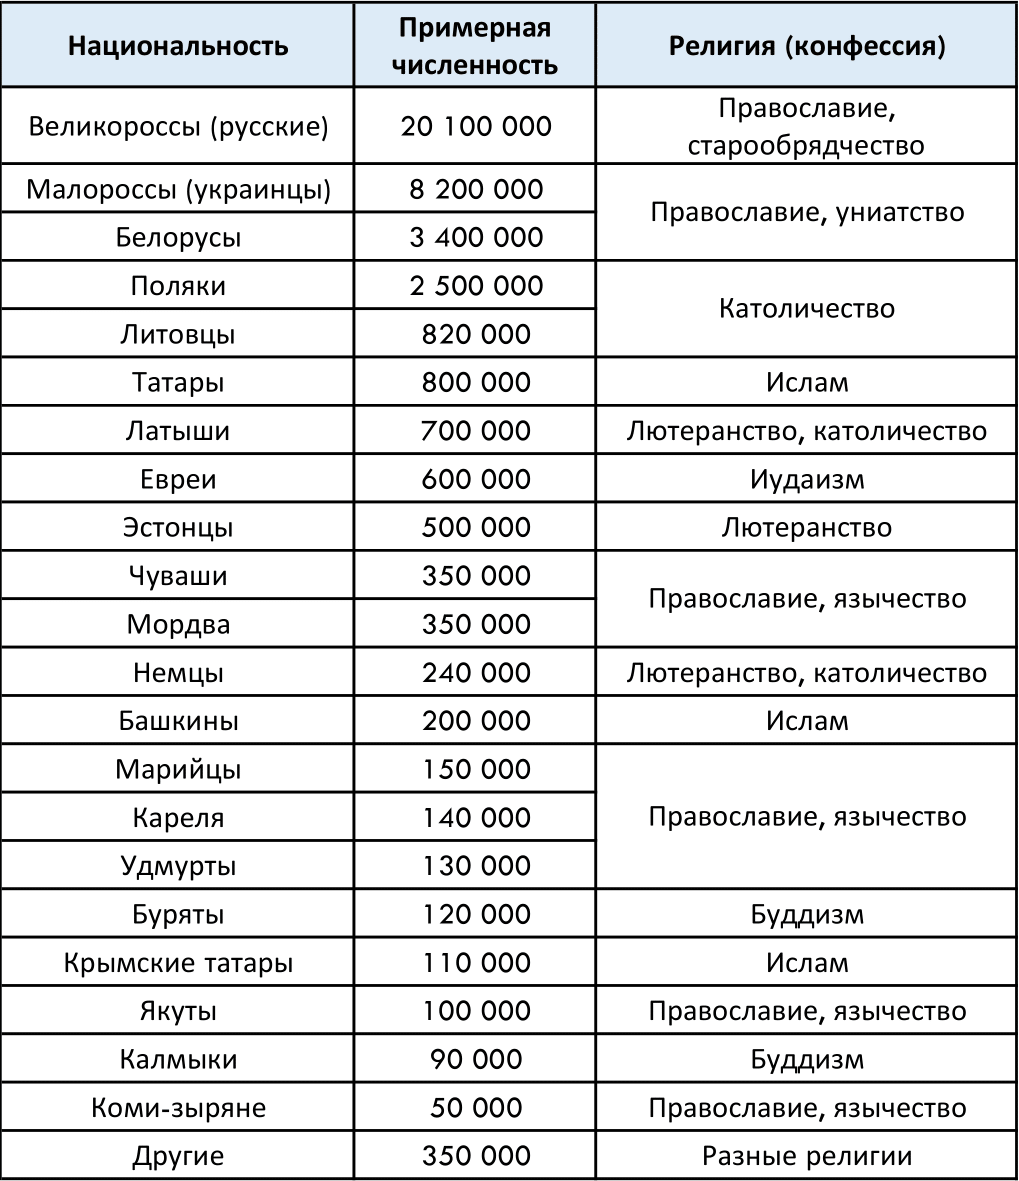 Национальность
Примерная
численность
Религия (конфессия)
Великороссы (русские)
20 100 000
Православие,
старообрядчество
Малороссы (украинцы)
8 200 000
Православие, униатство
Белорусы
3 400 000
Поляки
2 500 000
Католичество
Литовцы
820 000
Татары
800 000
Ислам
Латыши
700 000
Лютеранство, католичество
Евреи
600 000
Иудаизм
Эстонцы
500 000
Лютеранство
Чуваши
350 000
Православие, язычество
Мордва
350 000
Немцы
240 000
Лютеранство, католичество
Башкины
200 000
Ислам
Марийцы
150 000
Кареля
140 000
Православие, язычество
Удмурты
130 000
Буряты
120 000
Буддизм
Крымские татары
110 000
Ислам
Якуты
100 000
Православие, язычество
Калмыки
90 000
Буддизм
Коми-зыряне
50 000
Православие, язычество
Другие
350 000
Разные религии